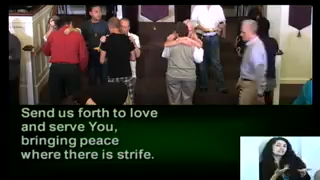 Send us forth to love
and serve You,
bringing peace
where there is strife.